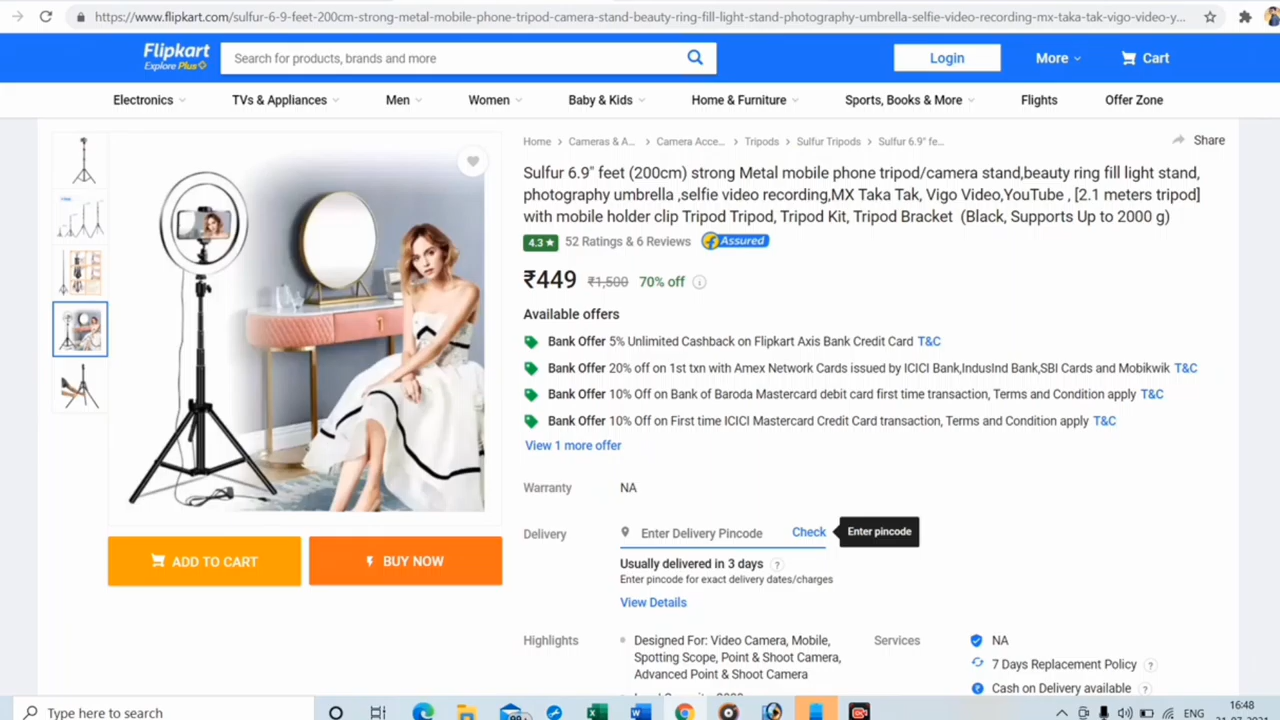 https://www.flipkart.com/sulfur-6-9-feet-200cm-strong-metal-mobile-phone-tripod-camera-stand-beauty-ring-fill-light-stand-photography-umbrella-selfie-video-recording-mx-taka-tak-vigo-video-y...
Flipkart
Explore Plus
Search for products, brands and more
Login
More
Cart
Electronics
TVs & Appliances
Men
Women
Baby & Kids
Home & Furniture
Sports, Books & More
Flights
Offer Zone
Home > Cameras & A... > Camera Acce... > Tripods > Sulfur Tripods > Sulfur 6.9" fe...
Share
Sulfur 6.9" feet (200cm) strong Metal mobile phone tripod/camera stand,beauty ring fill light stand,
photography umbrella ,selfie video recording,MX Taka Tak, Vigo Video,YouTube , [2.1 meters tripod]
with mobile holder clip Tripod Tripod, Tripod Kit, Tripod Bracket (Black, Supports Up to 2000 g)
4.3★ 52 Ratings & 6 Reviews Assured
₹449 ₹1,500 70% off
Available offers
Bank Offer 5% Unlimited Cashback on Flipkart Axis Bank Credit Card T&C
Bank Offer 20% off on 1st txn with Amex Network Cards issued by ICICI Bank,IndusInd Bank,SBI Cards and Mobikwik T&C
Bank Offer 10% Off on Bank of Baroda Mastercard debit card first time transaction, Terms and Condition apply T&C
Bank Offer 10% Off on First time ICICI Mastercard Credit Card transaction, Terms and Condition apply T&C
View 1 more offer
Warranty
NA
Delivery
Enter Delivery Pincode
Check
Enter pincode
Usually delivered in 3 days ?
Enter pincode for exact delivery dates/charges
View Details
ADD TO CART
BUY NOW
Highlights
Designed For: Video Camera, Mobile,
Spotting Scope, Point & Shoot Camera,
Advanced Point & Shoot Camera
Services
NA
7 Days Replacement Policy ?
Cash on Delivery available ?
Type here to search
99+
ENG
16:48